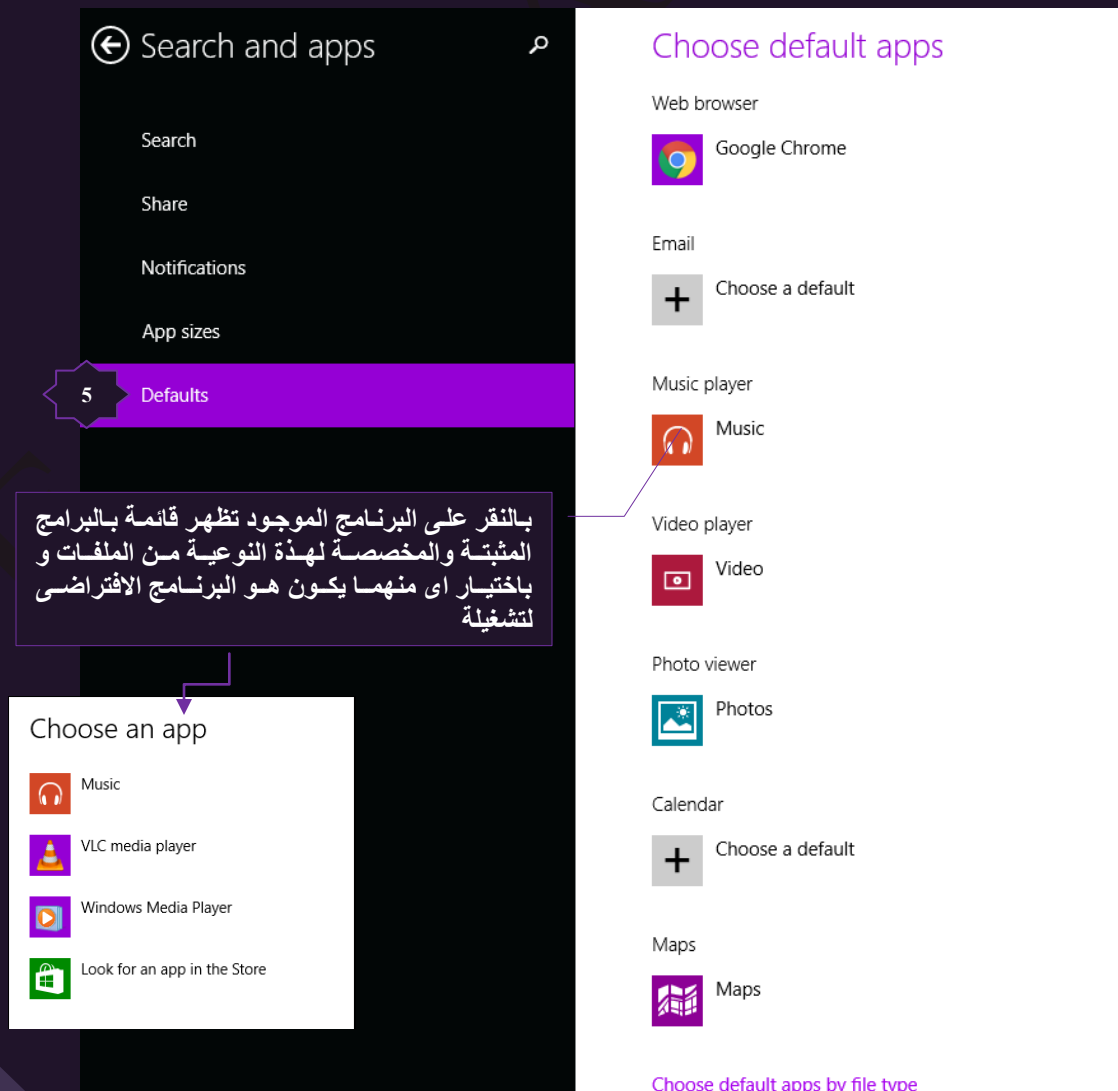 Search and apps
Search
Share
Notifications
App sizes
5
Defaults
بالنقر على البرنامج الموجود تظهر قائمة بالبرامج
المثبتة والمخصصة لهذة النوعية من الملفات و
باختيار اى منهما يكون هو البرنامج الافتراضى
لتشغيلة
Choose an app
Music
VLC media player
Windows Media Player
Look for an app in the Store
Choose default apps
Web browser
Google Chrome
Email
Choose a default
Music player
Music
Video player
Video
Photo viewer
Photos
Calendar
Choose a default
Maps
Maps
Choose default apps by file type